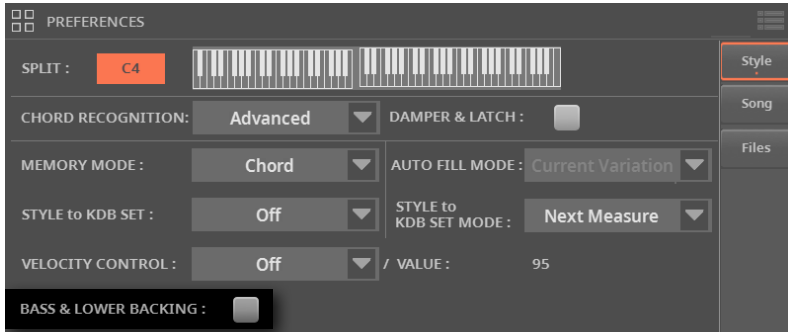 PREFERENCES
SPLIT : C4
Style
Song
Files
CHORD RECOGNITION: Advanced DAMPER & LATCH :
MEMORY MODE : Chord AUTO FILL MODE : Current Variation
STYLE to KDB SET : Off STYLE to
KDB SET MODE : Next Measure
VELOCITY CONTROL : Off / VALUE : 95
BASS & LOWER BACKING :